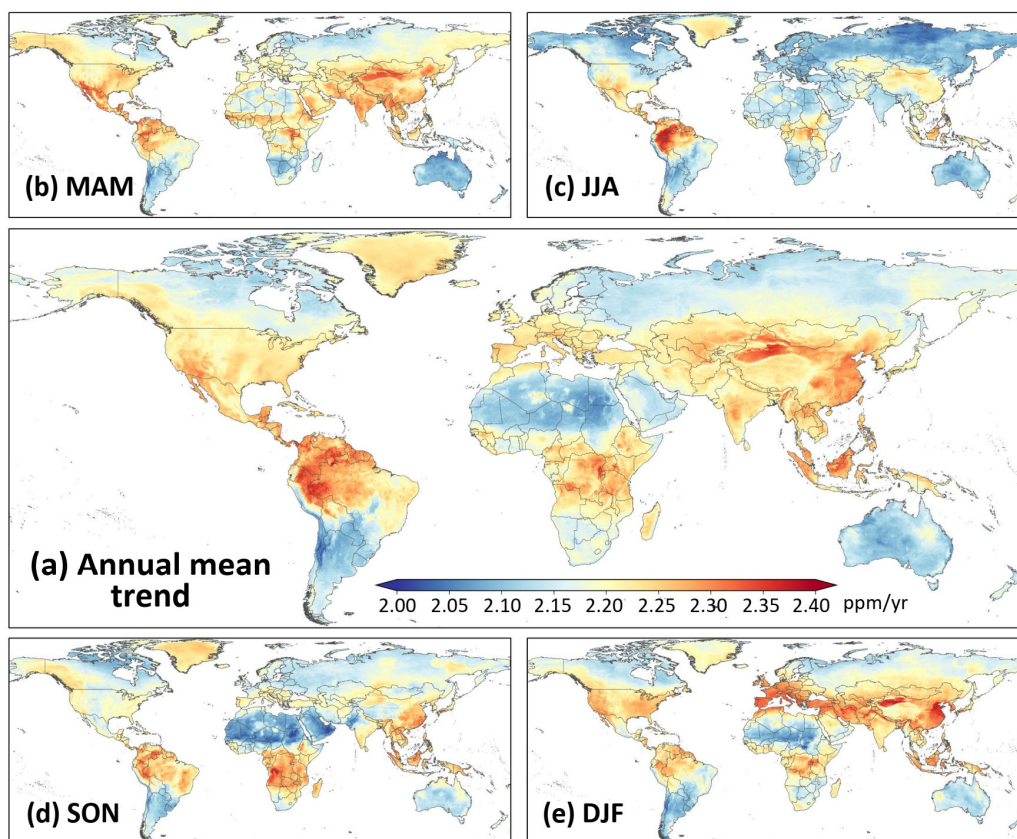 (b) MAM
(c) JJA
(a) Annual mean
trend
2.00 2.05 2.10 2.15 2.20 2.25 2.30 2.35 2.40 ppm/yr
(d) SON
(e) DJF